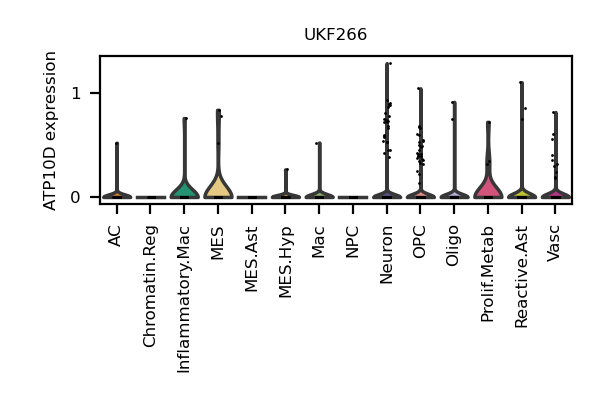 UKF266
ATP10D expression
1
0
AC
Chromatin.Reg
Inflammatory.Mac
MES
MES.Ast
MES.Hyp
Mac
NPC
Neuron
OPC
Oligo
Prolif.Metab
Reactive.Ast
Vasc